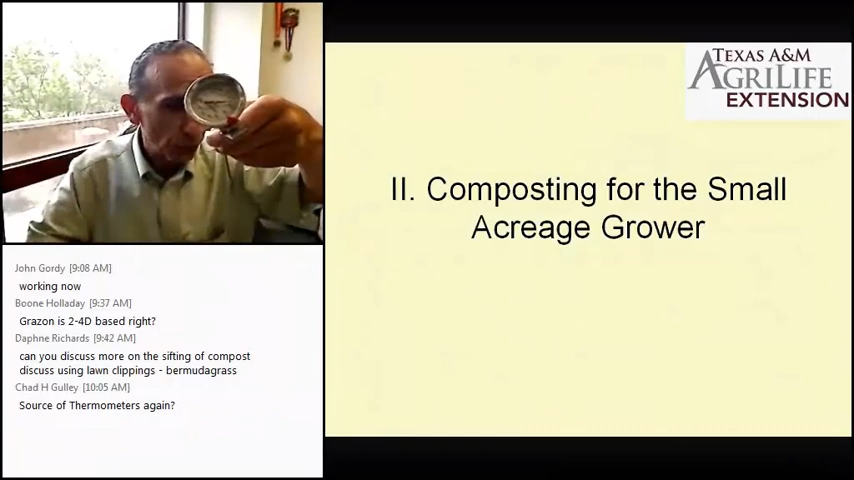 TEXAS A&M
AGRILIFE
EXTENSION
II. Composting for the Small
Acreage Grower
John Gordy [9:08 AM]
working now
Boone Holladay [9:37 AM]
Grazon is 2-4D based right?
Daphne Richards [9:42 AM]
can you discuss more on the sifting of compost
discuss using lawn clippings - bermudagrass
Chad H Gulley [10:05 AM]
Source of Thermometers again?